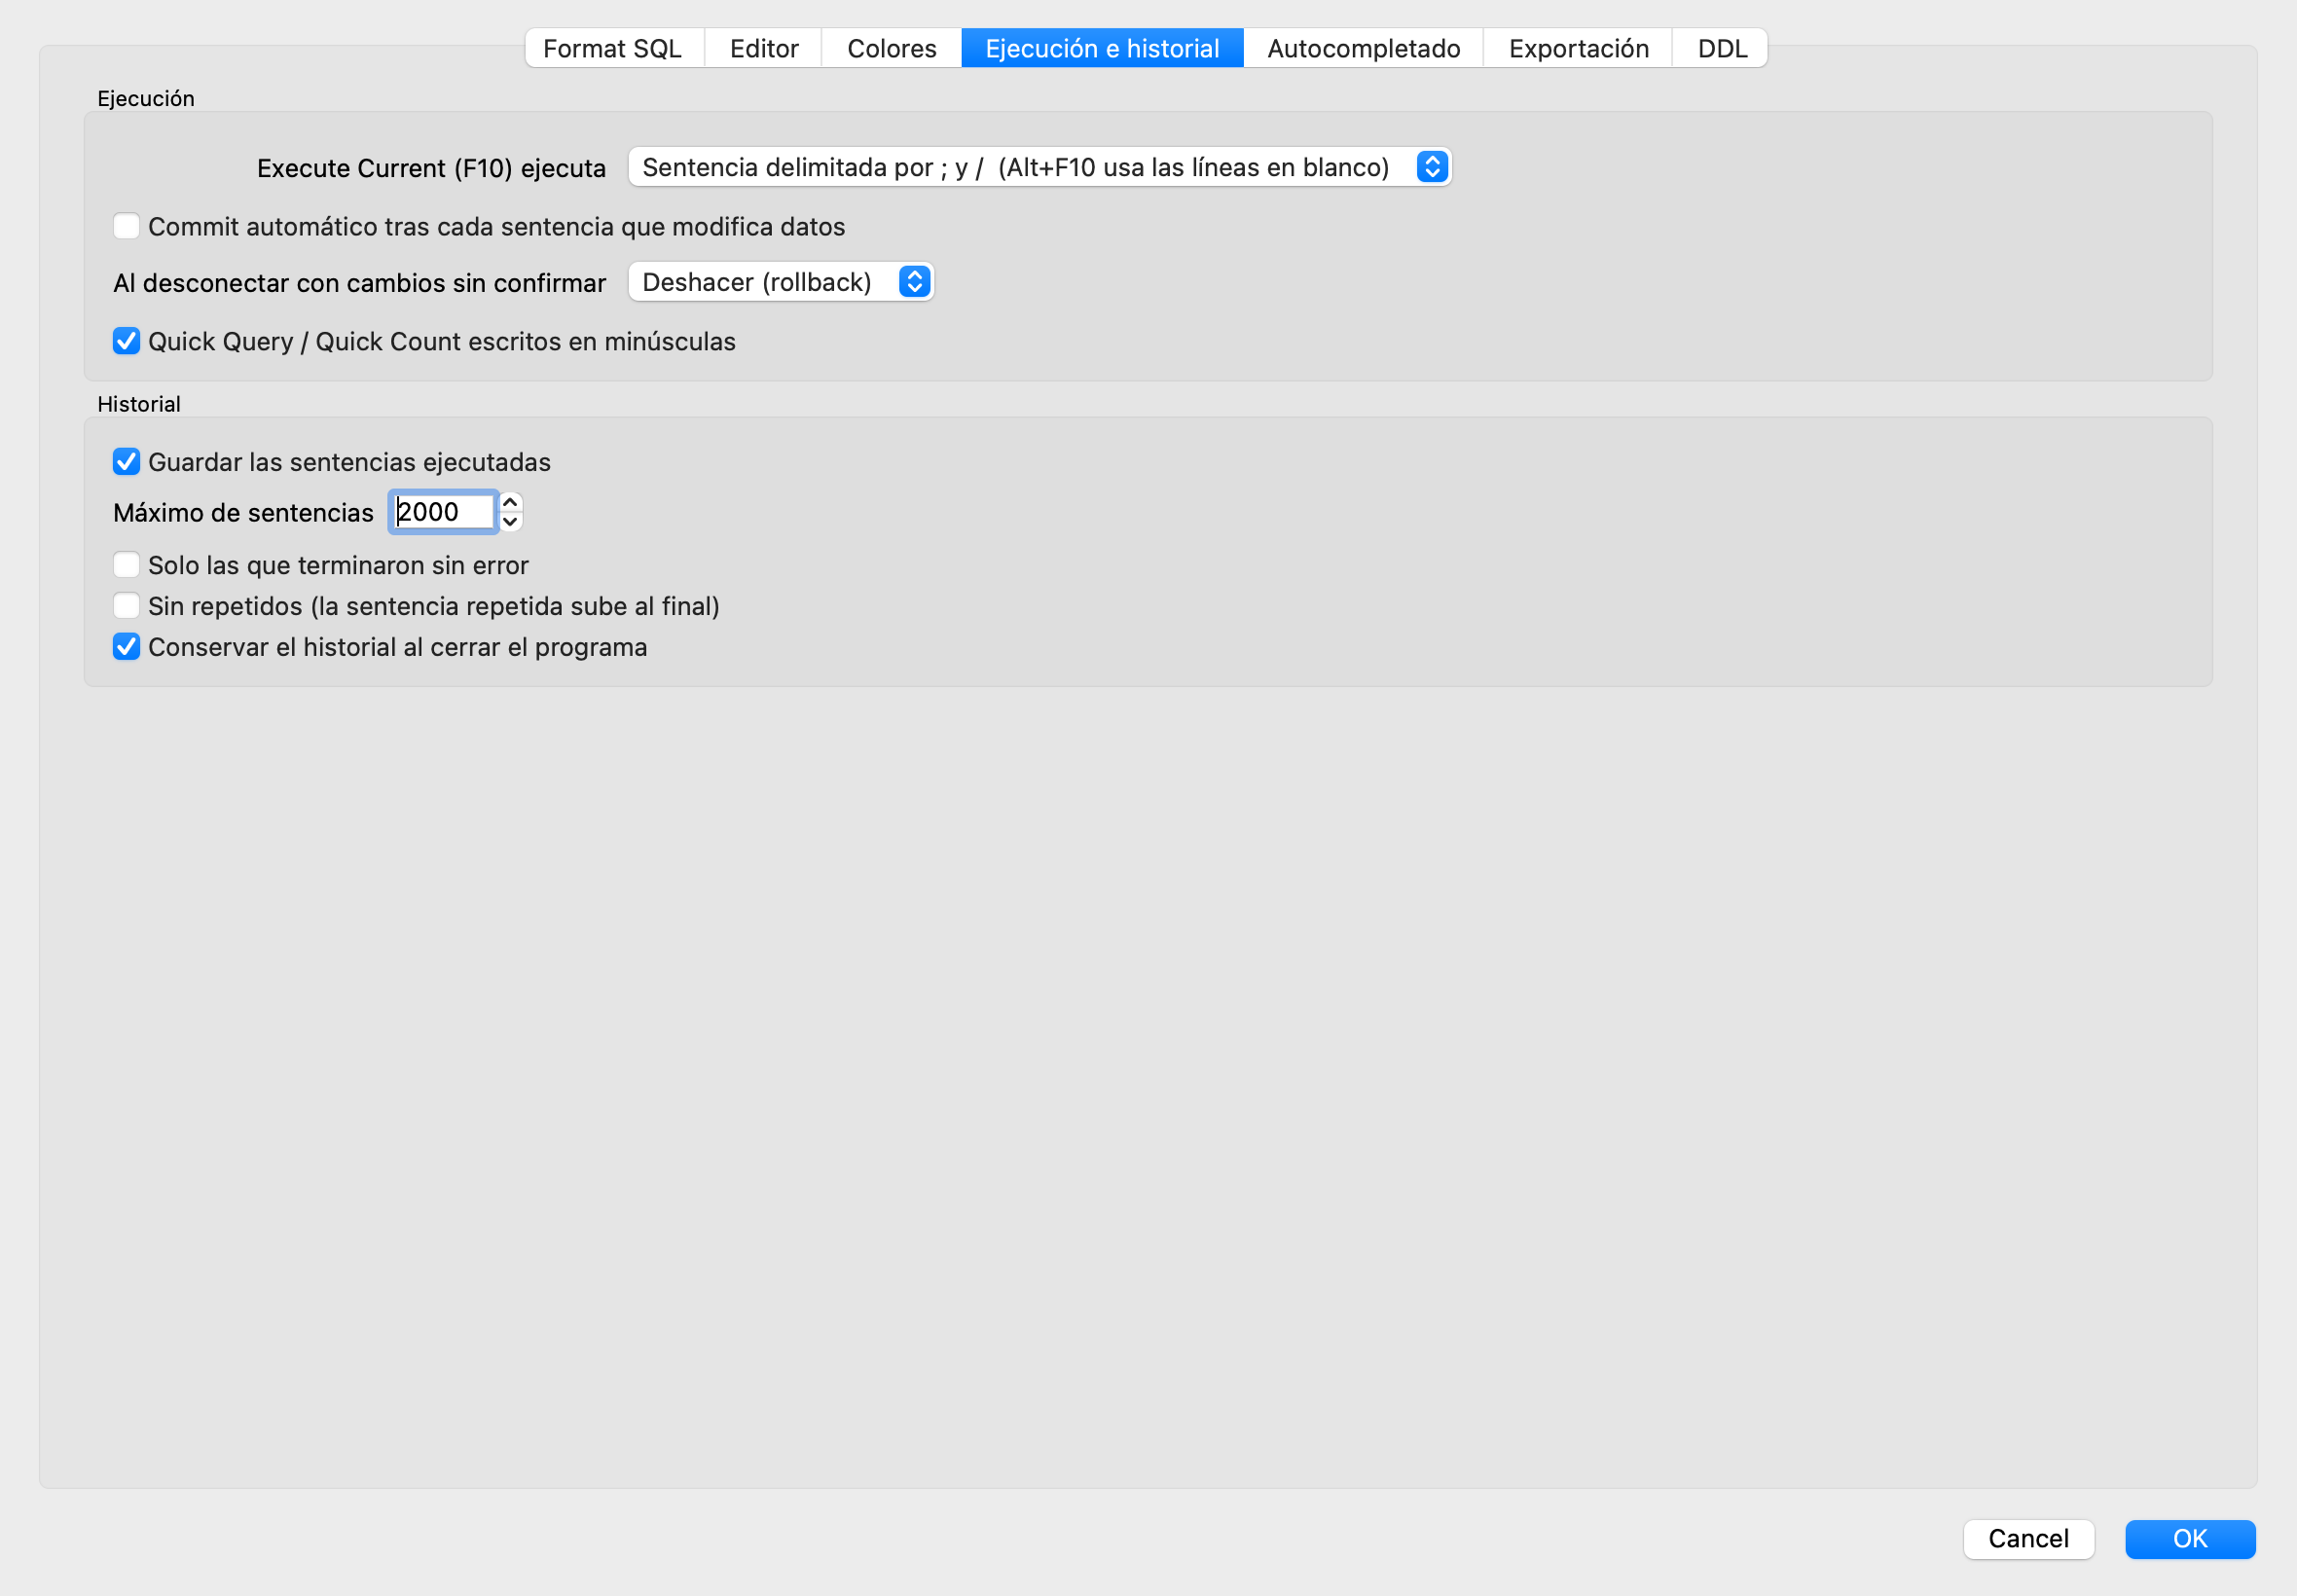 Format SQL Editor Colores Ejecución e historial Autocompletado Exportación DDL
Ejecución
Execute Current (F10) ejecuta Sentencia delimitada por ; y / (Alt+F10 usa las líneas en blanco)
Commit automático tras cada sentencia que modifica datos
Al desconectar con cambios sin confirmar Deshacer (rollback)
Quick Query / Quick Count escritos en minúsculas
Historial
Guardar las sentencias ejecutadas
Máximo de sentencias 2000
Solo las que terminaron sin error
Sin repetidos (la sentencia repetida sube al final)
Conservar el historial al cerrar el programa
Cancel OK